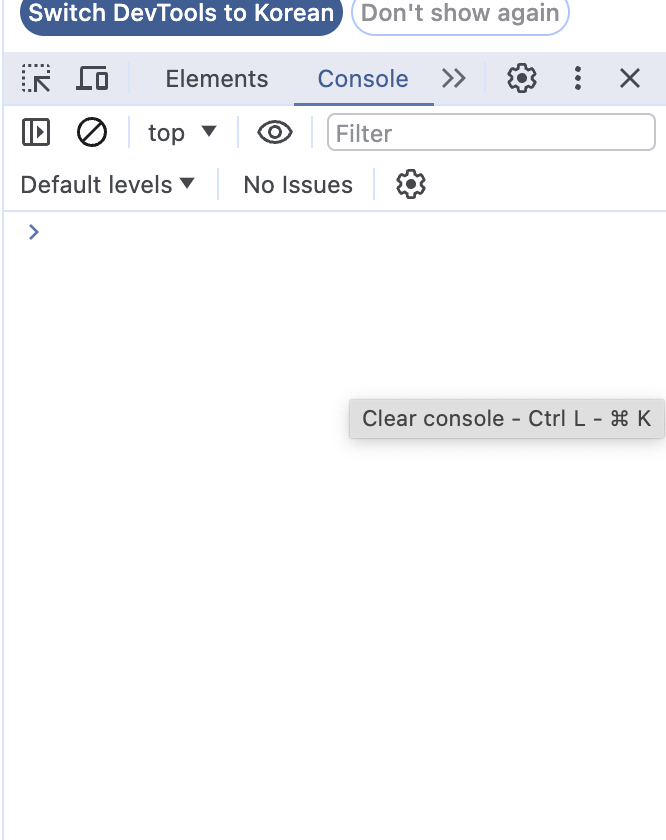 Switch DevTools to Korean Don't show again
Elements Console
top Filter
Default levels No Issues
Clear console - Ctrl L - ⌘ K